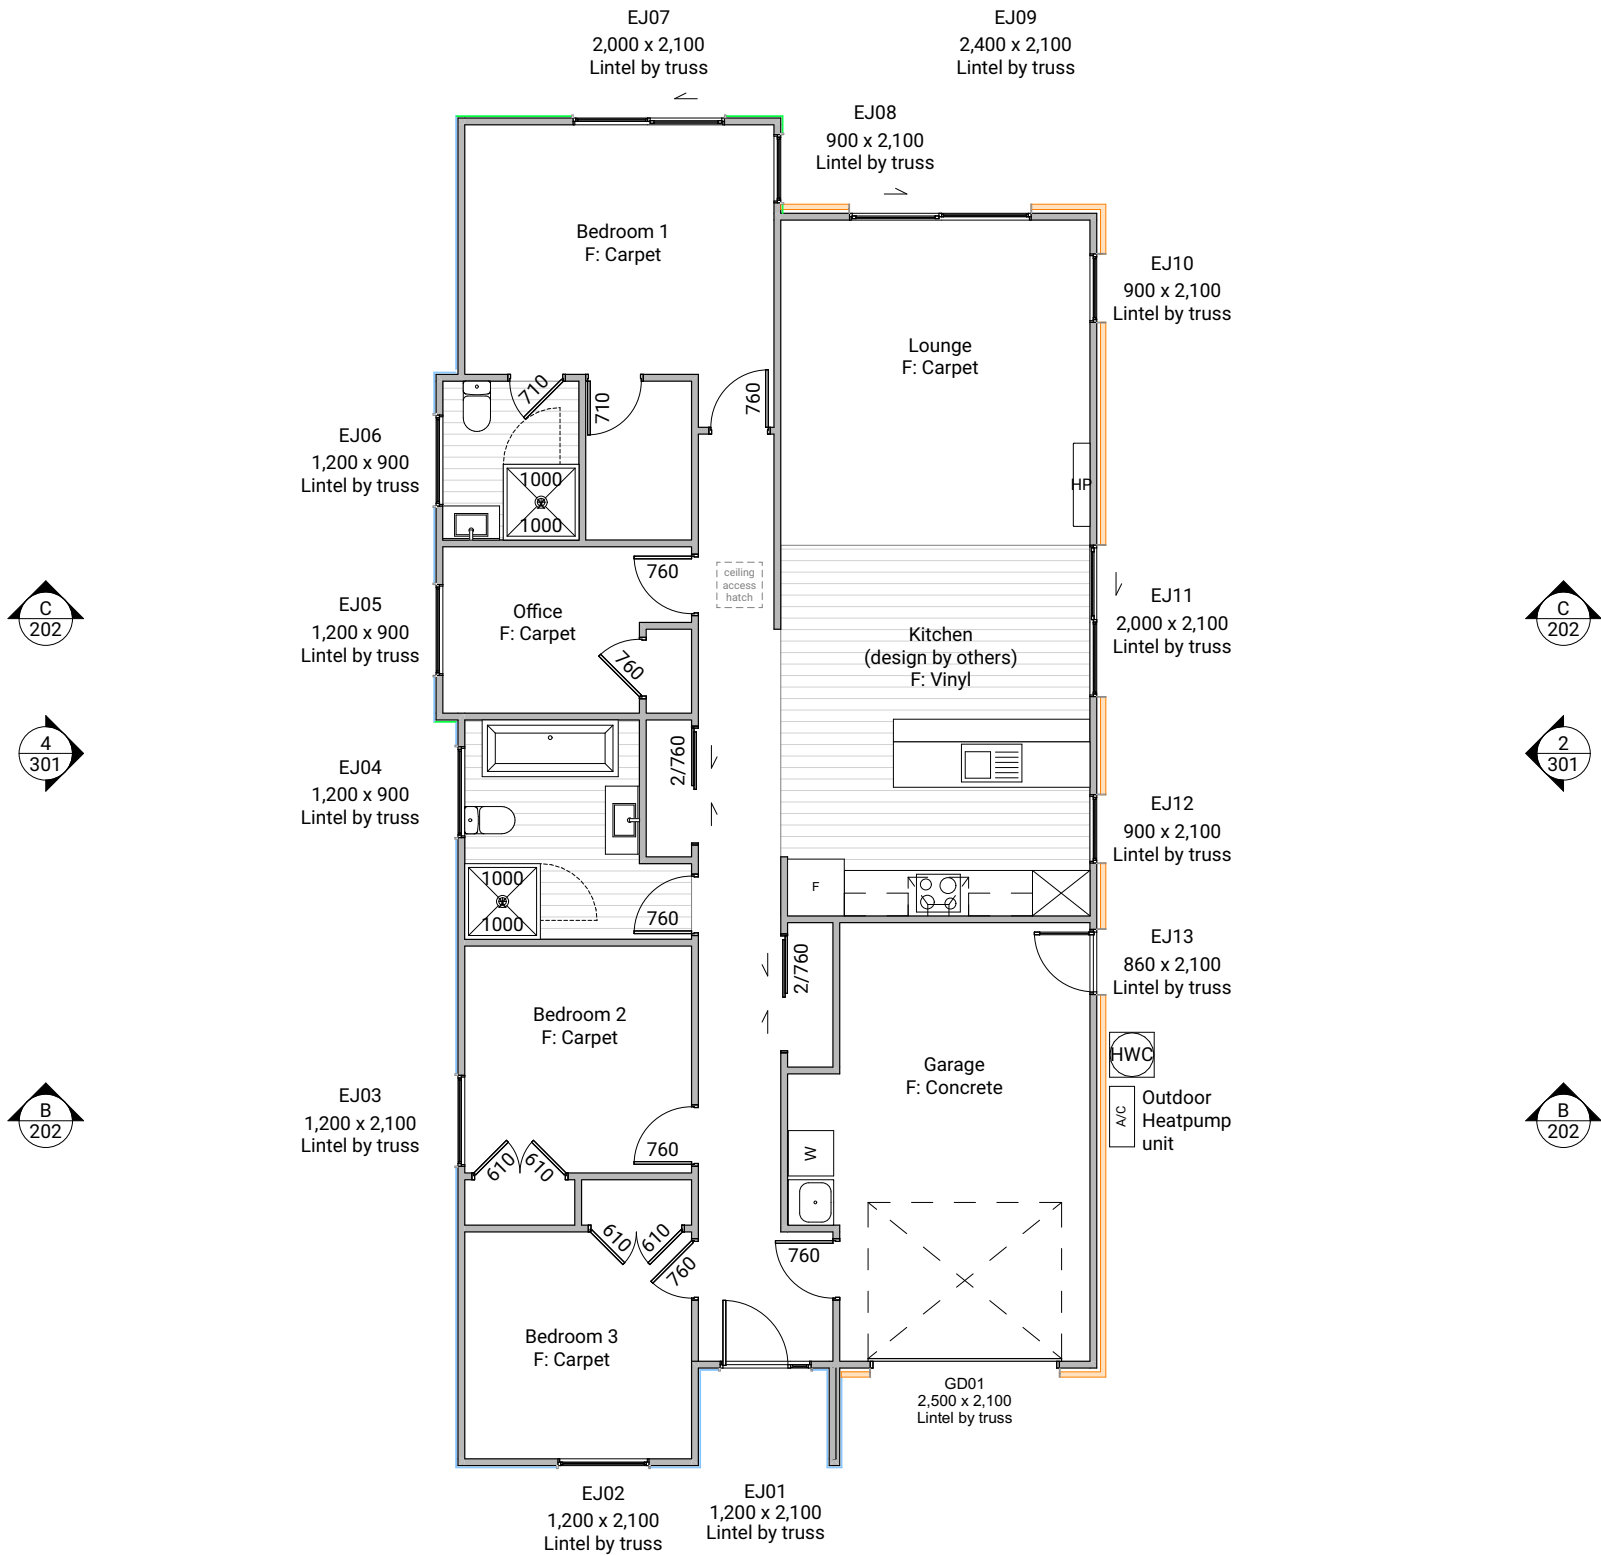 EJ07
2,000 x 2,100
Lintel by truss
EJ09
2,400 x 2,100
Lintel by truss
EJ08
900 x 2,100
Lintel by truss
Bedroom 1
F: Carpet
EJ10
900 x 2,100
Lintel by truss
Lounge
F: Carpet
710
710
760
EJ06
1,200 x 900
Lintel by truss
1000
1000
HP
760
ceiling
access
hatch
EJ05
1,200 x 900
Lintel by truss
Office
F: Carpet
760
C
202
Kitchen
(design by others)
F: Vinyl
EJ11
2,000 x 2,100
Lintel by truss
C
202
4
301
2/760
2
301
EJ04
1,200 x 900
Lintel by truss
EJ12
900 x 2,100
Lintel by truss
1000
1000
760
F
EJ13
860 x 2,100
Lintel by truss
2/760
Bedroom 2
F: Carpet
Garage
F: Concrete
HWC
A/C
Outdoor
Heatpump
unit
B
202
EJ03
1,200 x 2,100
Lintel by truss
B
202
760
W
610
610
610
610
760
760
Bedroom 3
F: Carpet
GD01
2,500 x 2,100
Lintel by truss
EJ02
1,200 x 2,100
Lintel by truss
EJ01
1,200 x 2,100
Lintel by truss